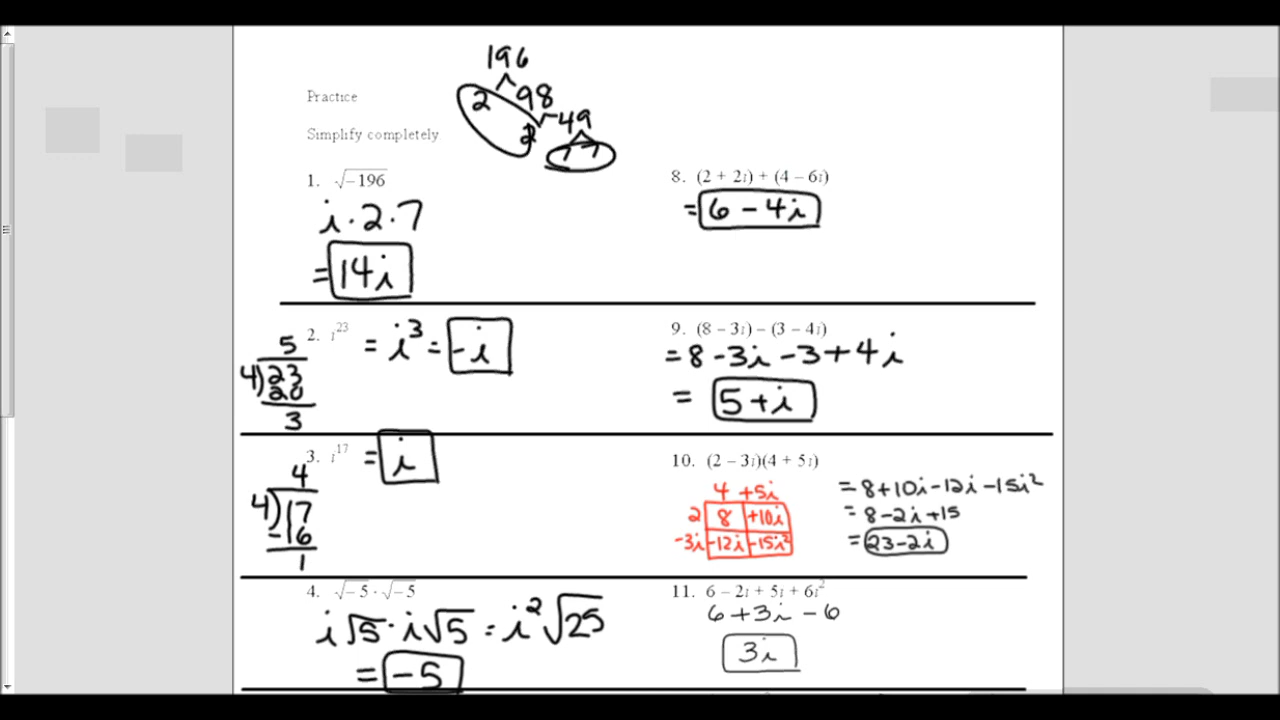 196
Practice
2 98
Simplify completely
2 49
7 7
1. √-196
i · 2 · 7
= 14i
8. (2 + 2i) + (4 – 6i)
= 6 - 4i
2. i^23 = i^3 = -i
5
4)23
20
3
9. (8 – 3i) – (3 – 4i)
= 8 - 3i - 3 + 4i
= 5 + i
3. i^17 = i
4
4)17
-16
1
10. (2 – 3i)(4 + 5i)
4 +5i
2 8 +10i
-3i -12i -15i²
= 8+10i-12i-15i²
= 8-2i+15
= 23-2i
4. √-5 · √-5
i√5 · i√5 = i²√25
= -5
11. 6 – 2i + 5i + 6i²
6 + 3i - 6
3i